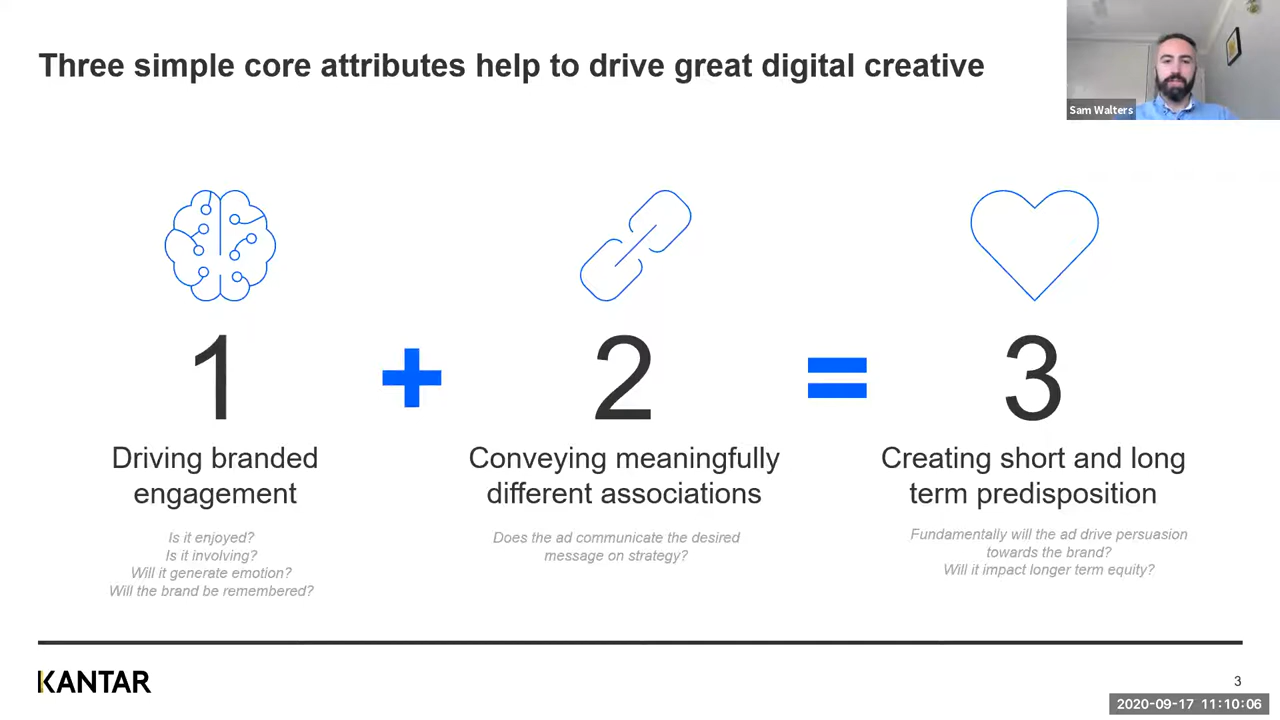 Three simple core attributes help to drive great digital creative
Sam Walters
1 + 2 = 3
Driving branded
engagement
Is it enjoyed?
Is it involving?
Will it generate emotion?
Will the brand be remembered?
Conveying meaningfully
different associations
Does the ad communicate the desired
message on strategy?
Creating short and long
term predisposition
Fundamentally will the ad drive persuasion
towards the brand?
Will it impact longer term equity?
KANTAR
3
2020-09-17 11:10:06